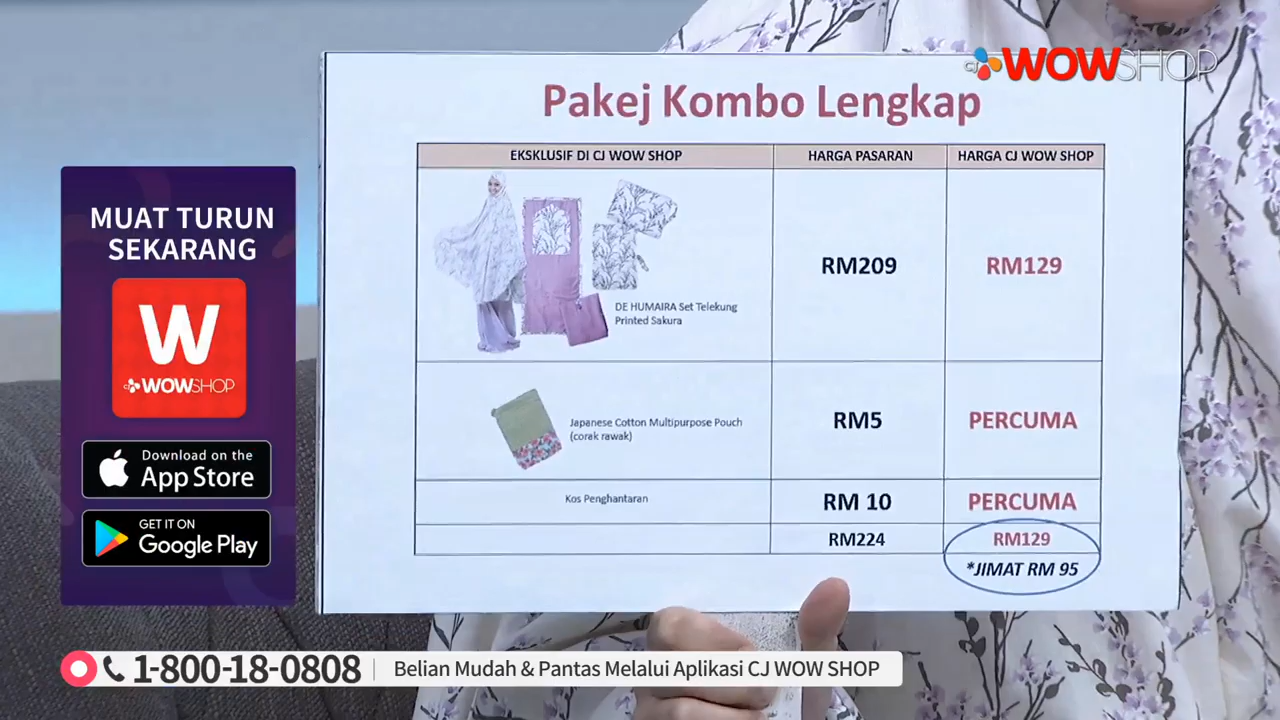 CJ WOWSHOP
Pakej Kombo Lengkap
EKSKLUSIF DI CJ WOW SHOP
HARGA PASARAN
HARGA CJ WOW SHOP
DE HUMAIRA Set Telekung
Printed Sakura
RM209
RM129
Japanese Cotton Multipurpose Pouch
(corak rawak)
RM5
PERCUMA
Kos Penghantaran
RM 10
PERCUMA
RM224
RM129
*JIMAT RM 95
MUAT TURUN
SEKARANG
W
CJ WOWSHOP
Download on the
App Store
GET IT ON
Google Play
1-800-18-0808
Belian Mudah & Pantas Melalui Aplikasi CJ WOW SHOP